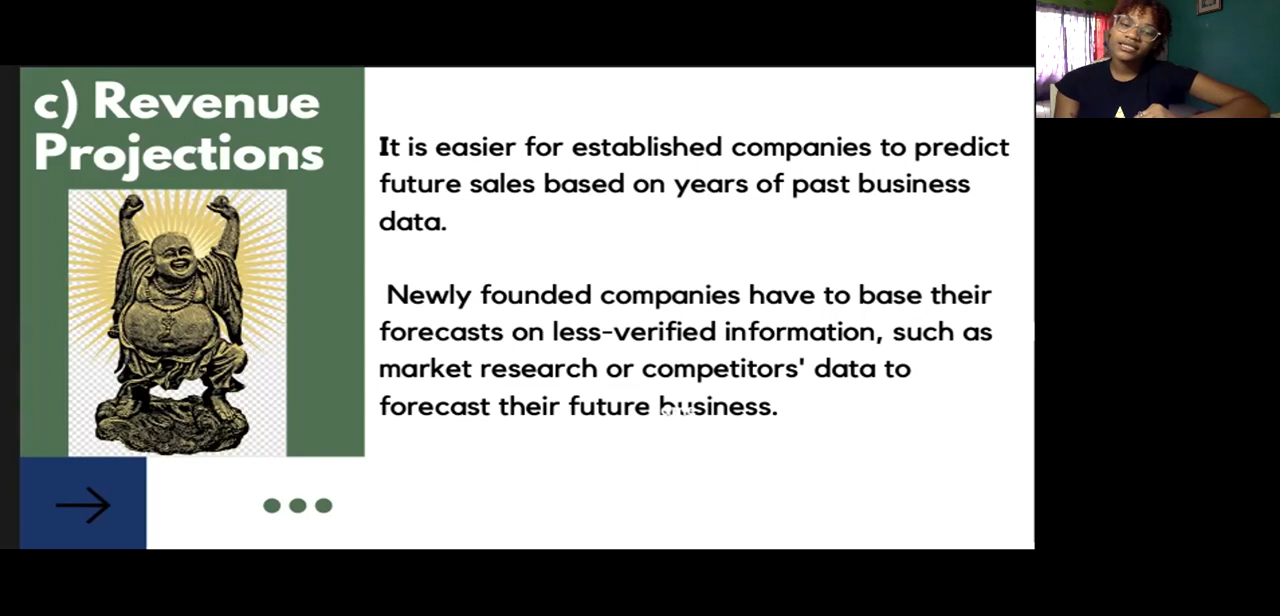 c) Revenue
Projections
It is easier for established companies to predict
future sales based on years of past business
data.
Newly founded companies have to base their
forecasts on less-verified information, such as
market research or competitors' data to
forecast their future business.